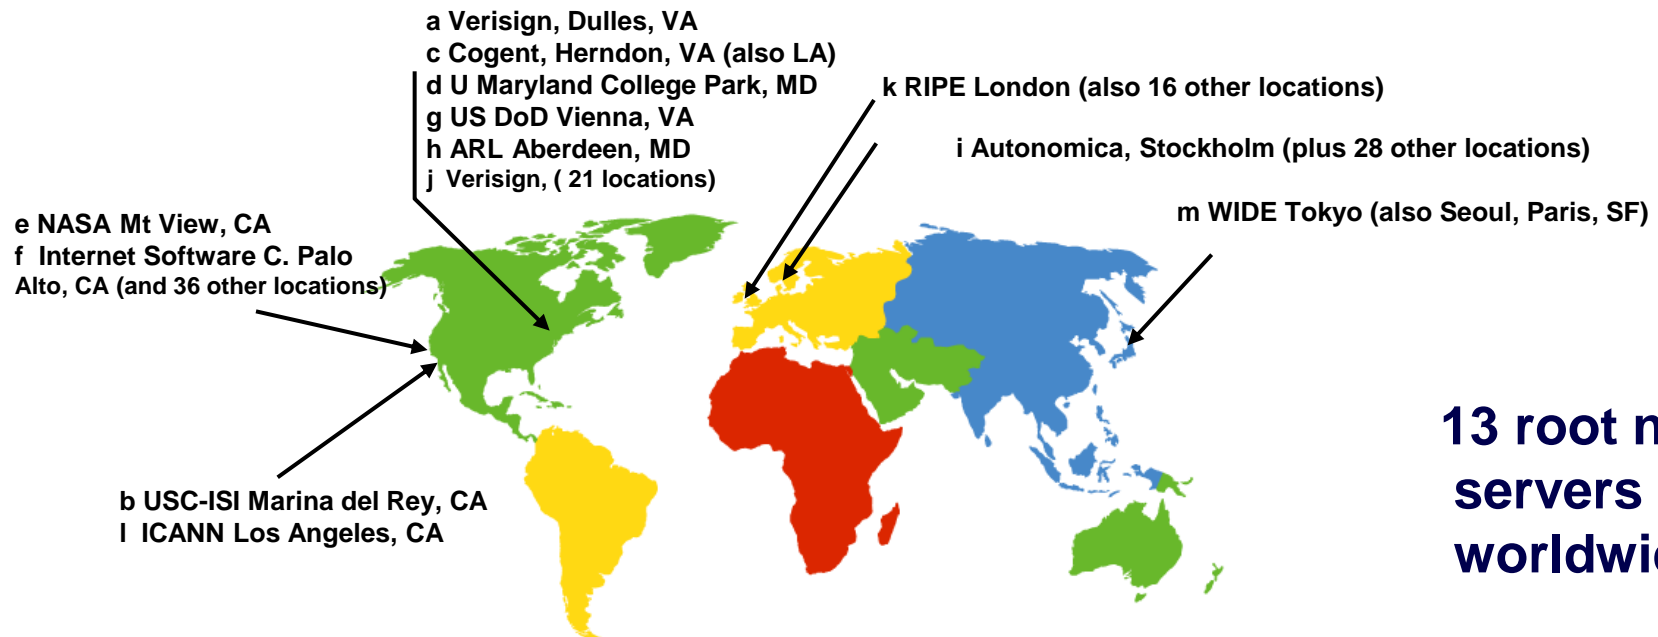 a Verisign, Dulles, VA
c Cogent, Herndon, VA (also LA)
d U Maryland College Park, MD
g US DoD Vienna, VA
h ARL Aberdeen, MD
j Verisign, ( 21 locations)
k RIPE London (also 16 other locations)
i Autonomica, Stockholm (plus 28 other locations)
m WIDE Tokyo (also Seoul, Paris, SF)
e NASA Mt View, CA
f Internet Software C. Palo
Alto, CA (and 36 other locations)
b USC-ISI Marina del Rey, CA
l ICANN Los Angeles, CA
13 root
servers